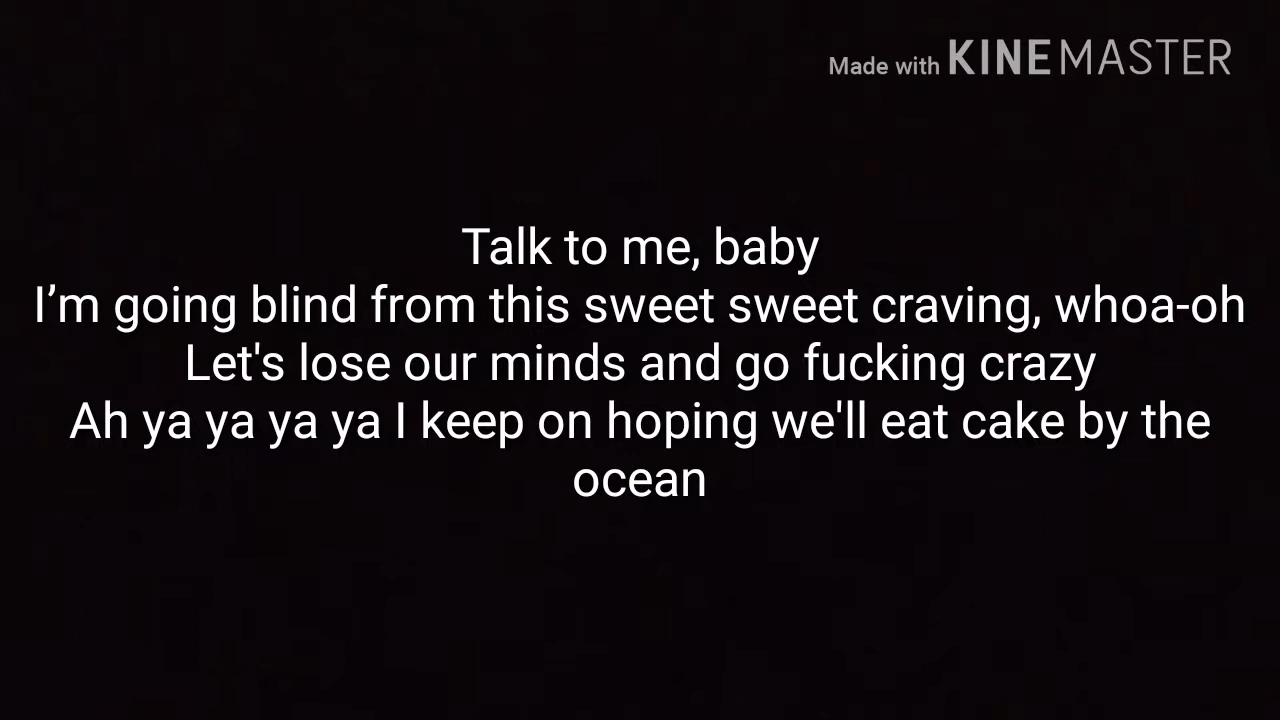 Made with KINEMASTER
Talk to me, baby
I’m going blind from this sweet sweet craving, whoa-oh
Let's lose our minds and go fucking crazy
Ah ya ya ya ya I keep on hoping we'll eat cake by the
ocean